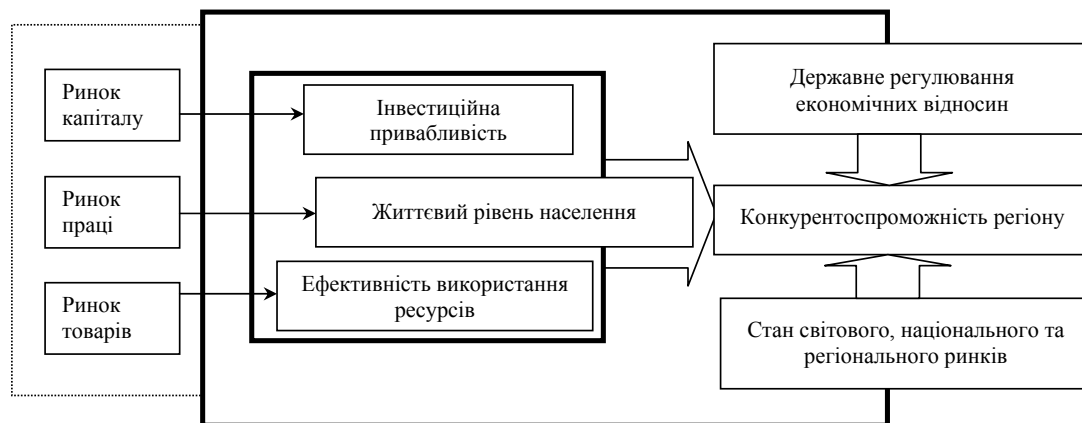 Ринок
капіталу
Ринок
праці
Ринок
товарів
Інвестиційна
привабливість
Життєвий рівень населення
Ефективність використання
ресурсів
Державне регулювання
економічних відносин
Конкурентоспроможність регіону
Стан світового, національного та
регіонального ринків